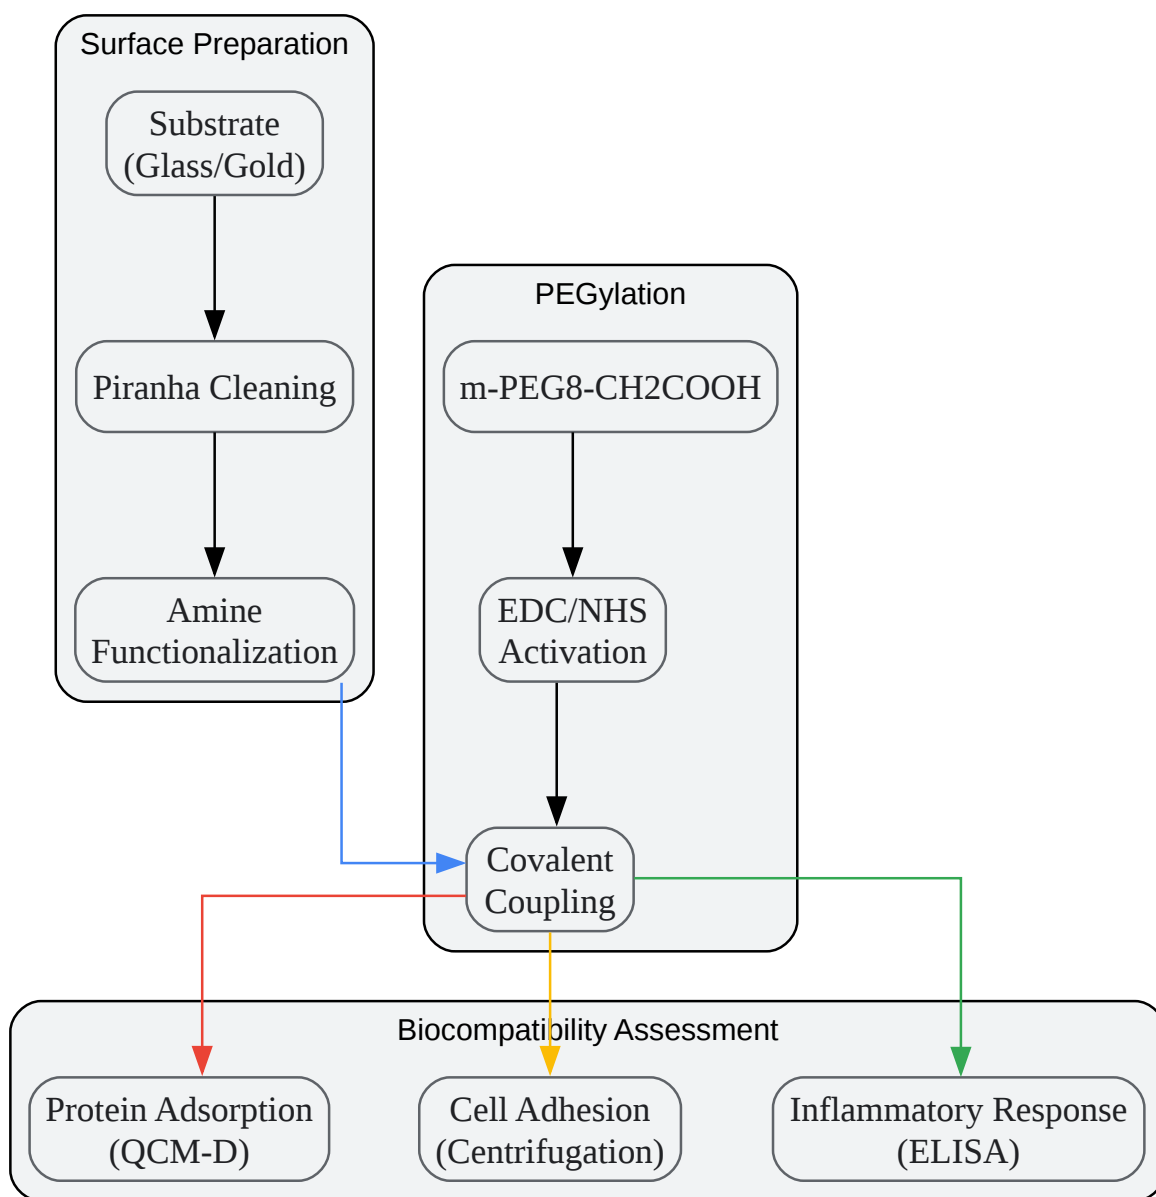 Surface Preparation
Substrate
(Glass/Gold)
Piranha Cleaning
Amine
Functionalization
PEGylation
m-PEG8-CH2COOH
EDC/NHS
Activation
Covalent
Coupling
Biocompatibility Assessment
Protein Adsorption
(QCM-D)
Cell Adhesion
(Centrifugation)
Inflammatory Response
(ELISA)